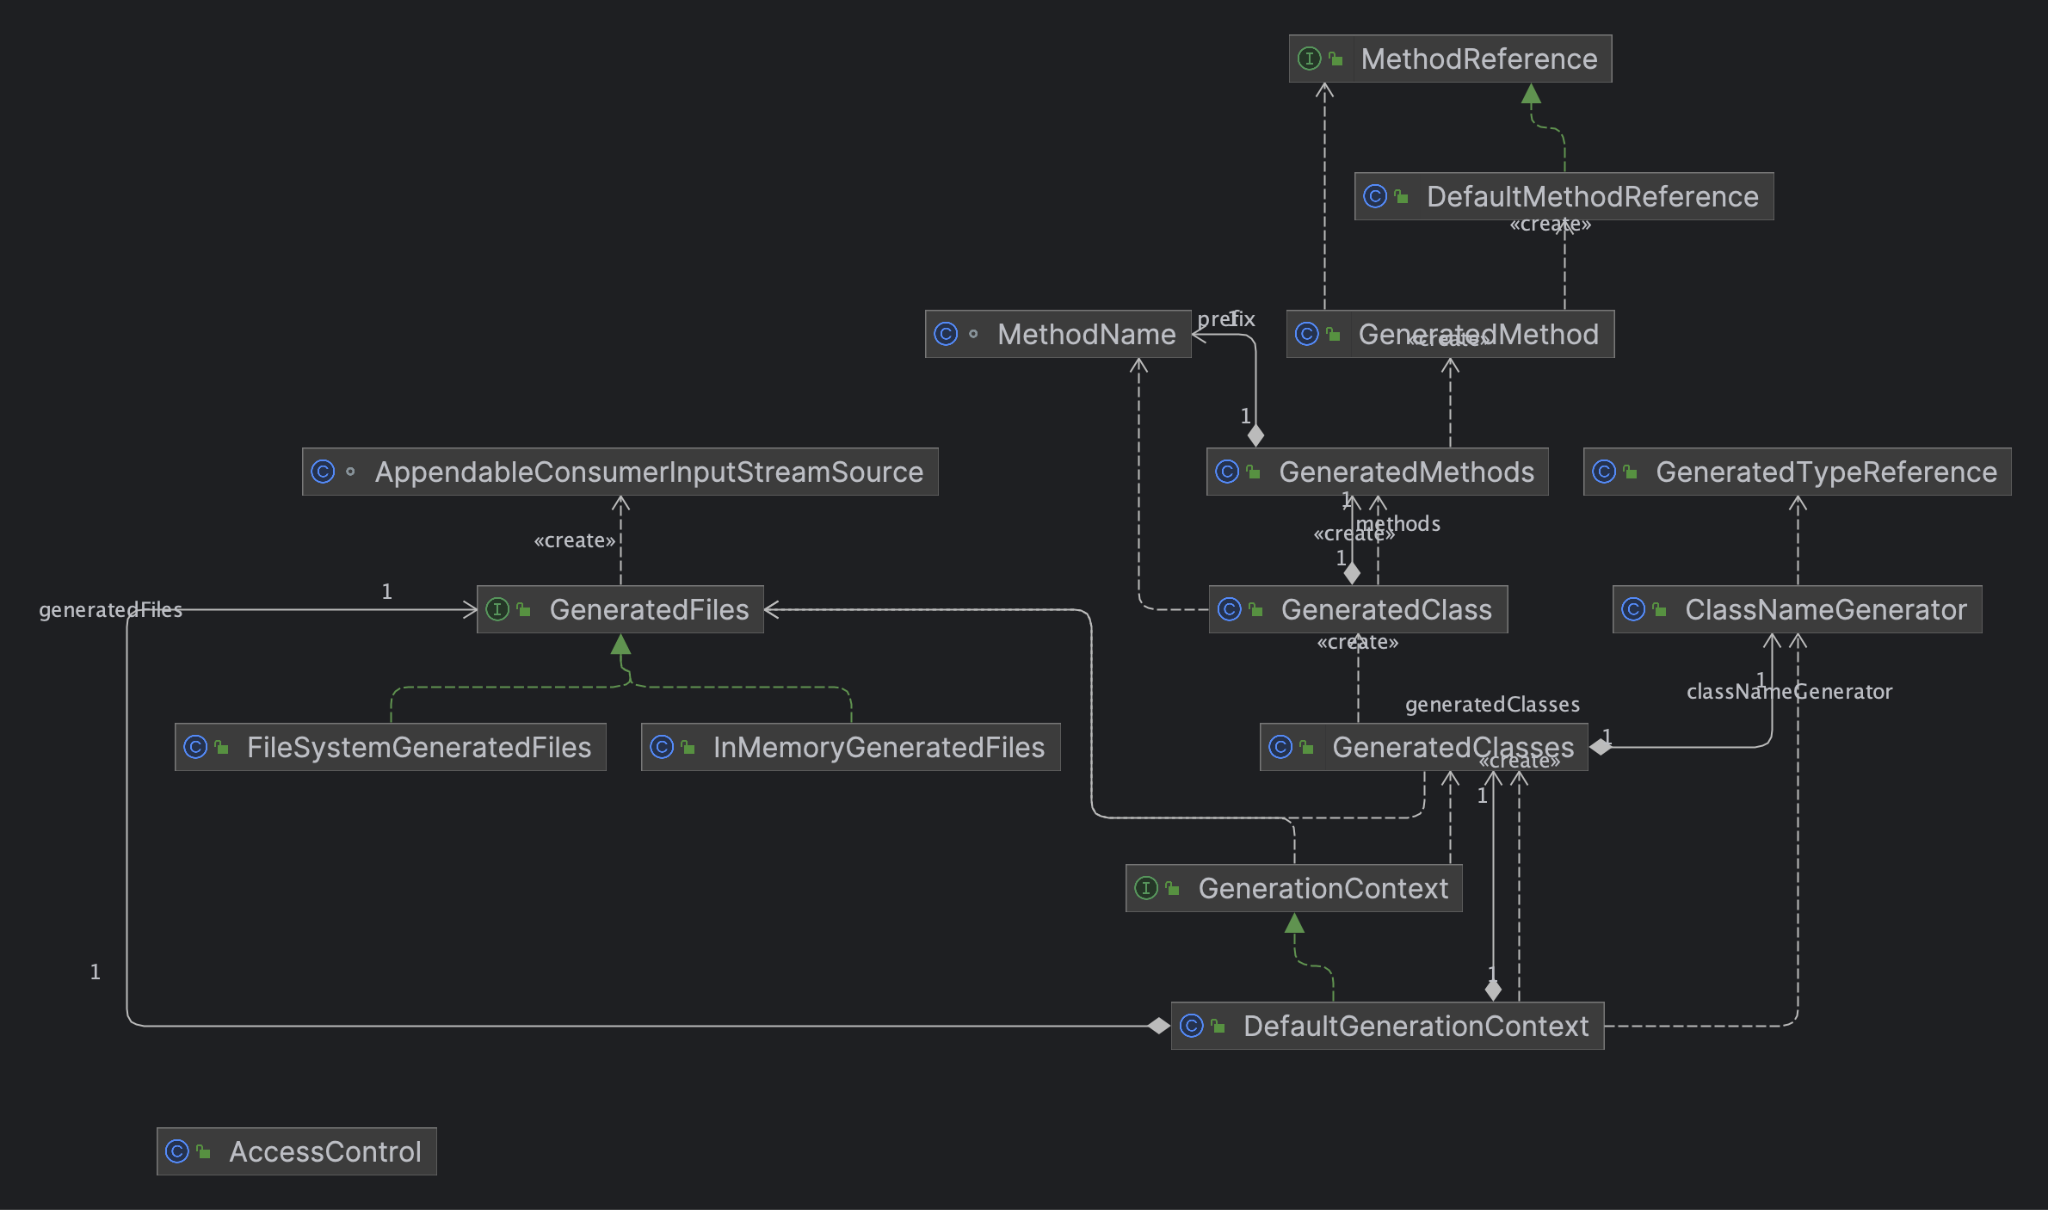 MethodReference
DefaultMethodReference
«create»
MethodName
prefix
1
GeneratedMethod
«create»
1
AppendableConsumerInputStreamSource
GeneratedMethods
GeneratedTypeReference
1
methods
«create»
«create»
1
generatedFiles
1
GeneratedFiles
GeneratedClass
ClassNameGenerator
«create»
1
classNameGenerator
generatedClasses
FileSystemGeneratedFiles
InMemoryGeneratedFiles
GeneratedClasses
1
«create»
1
GenerationContext
1
1
DefaultGenerationContext
AccessControl